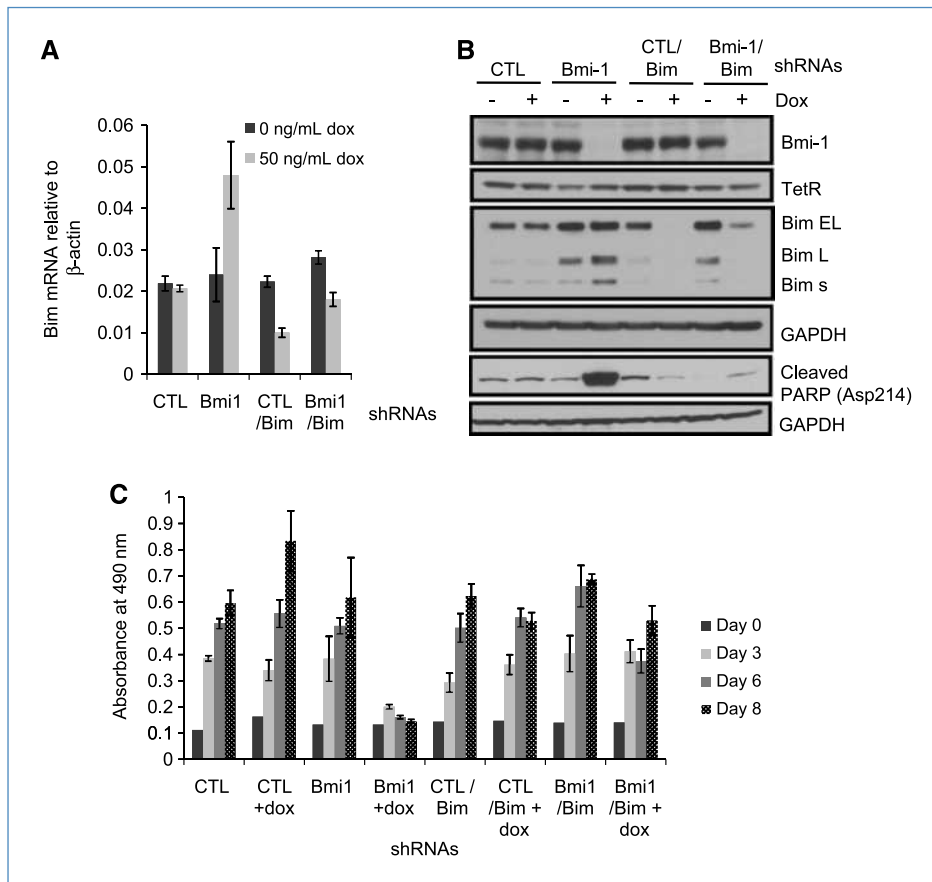 A
0 ng/mL dox
50 ng/mL dox
Bim mRNA relative to
β-actin
0.06
0.05
0.04
0.03
0.02
0.01
0
CTL
Bmi1
CTL
/Bim
Bmi1
/Bim
shRNAs
B
CTL
Bmi-1
CTL/
Bim
Bmi-1/
Bim
shRNAs
- + - + - + - + Dox
Bmi-1
TetR
Bim EL
Bim L
Bim s
GAPDH
Cleaved
PARP (Asp214)
GAPDH
C
Absorbance at 490 nm
1
0.9
0.8
0.7
0.6
0.5
0.4
0.3
0.2
0.1
0
CTL
CTL
+dox
Bmi1
Bmi1
+dox
CTL /
Bim
CTL
/Bim +
dox
Bmi1
/Bim
Bmi1
/Bim +
dox
shRNAs
Day 0
Day 3
Day 6
Day 8